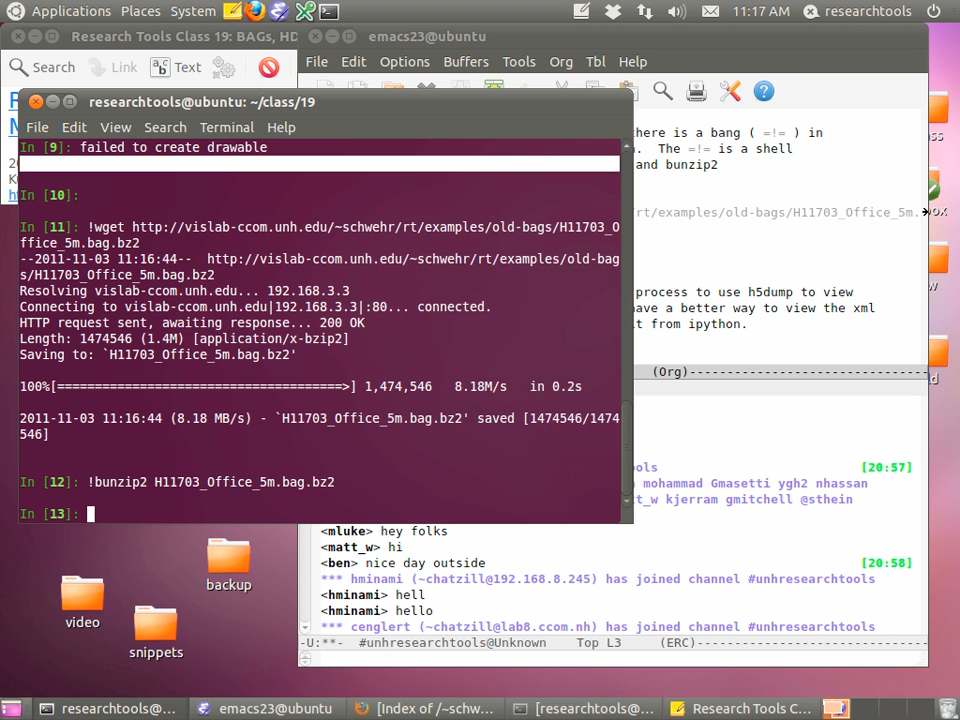 Applications Places System 11:17 AM researchtools
Research Tools Class 19: BAGs, HD
emacs23@ubuntu
Search Link Text
File Edit Options Buffers Tools Org Tbl Help
researchtools@ubuntu: ~/class/19
File Edit View Search Terminal Help
In [9]: failed to create drawable
In [10]:
In [11]: !wget http://vislab-ccom.unh.edu/~schwehr/rt/examples/old-bags/H11703_O
ffice_5m.bag.bz2
--2011-11-03 11:16:44-- http://vislab-ccom.unh.edu/~schwehr/rt/examples/old-bag
s/H11703_Office_5m.bag.bz2
Resolving vislab-ccom.unh.edu... 192.168.3.3
Connecting to vislab-ccom.unh.edu|192.168.3.3|:80... connected.
HTTP request sent, awaiting response... 200 OK
Length: 1474546 (1.4M) [application/x-bzip2]
Saving to: `H11703_Office_5m.bag.bz2'
100%[======================================>] 1,474,546 8.18M/s in 0.2s
2011-11-03 11:16:44 (8.18 MB/s) - `H11703_Office_5m.bag.bz2' saved [1474546/1474
546]
In [12]: !bunzip2 H11703_Office_5m.bag.bz2
In [13]:
here is a bang ( =!= ) in
. The =!= is a shell
and bunzip2
rt/examples/old-bags/H11703_Office_5m.
process to use h5dump to view
ave a better way to view the xml
t from ipython.
(Org)
ols [20:57]
mohammad Gmasetti ygh2 nhassan
t_w kjerram gmitchell @sthein
<mluke> hey folks
<matt_w> hi
<ben> nice day outside [20:58]
*** hminami (~chatzill@192.168.8.245) has joined channel #unhresearchtools
<hminami> hell
<hminami> hello
*** cenglert (~chatzill@lab8.ccom.nh) has joined channel #unhresearchtools
-U:**- #unhresearchtools@Unknown Top L3 (ERC)
backup
video
snippets
researchtools@... emacs23@ubuntu [Index of /~schw... [researchtools@... Research Tools C...